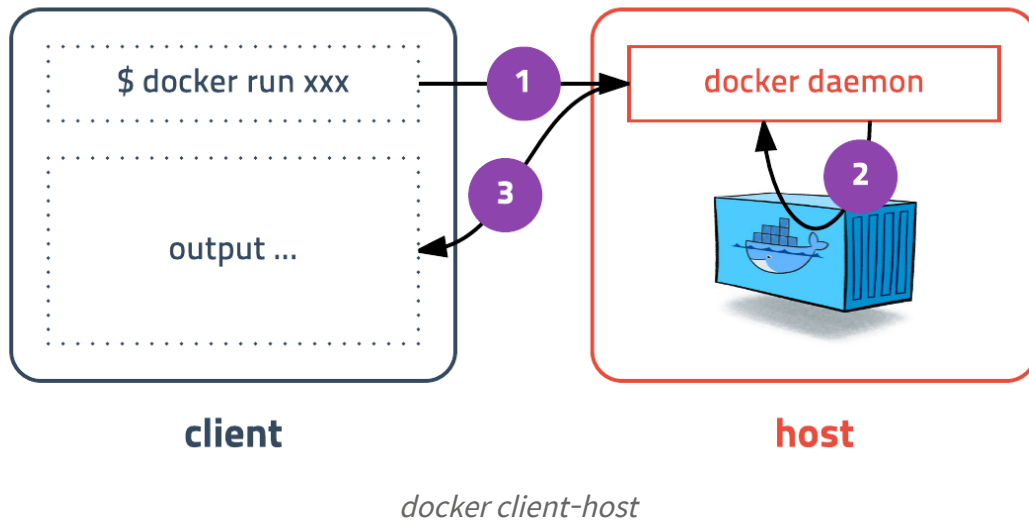 $ docker run xxx
1
docker daemon
3
2
output ...
client
host
docker client-host